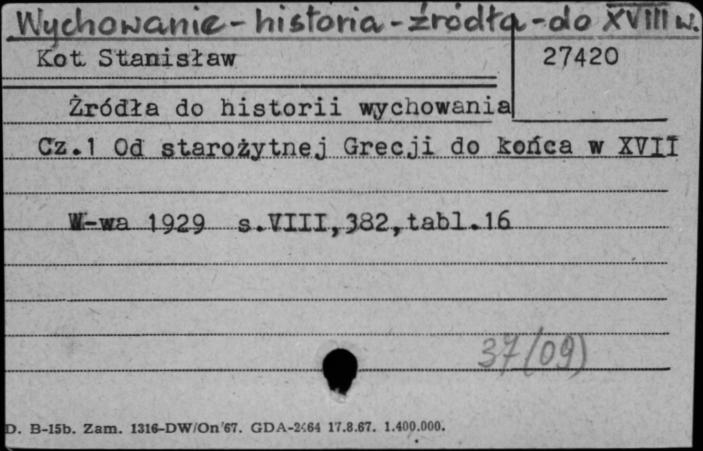 Wychowanie - historia - źródła - do XVIII w.
Kot Stanisław 27420
Źródła do historii wychowania
Cz.1 Od starożytnej Grecji do końca w XVII
W-wa 1929 s.VIII,382,tabl.16
37(09)
D. B-15b. Zam. 1316-DW/On 67. GDA-2464 17.8.67. 1.400.000.